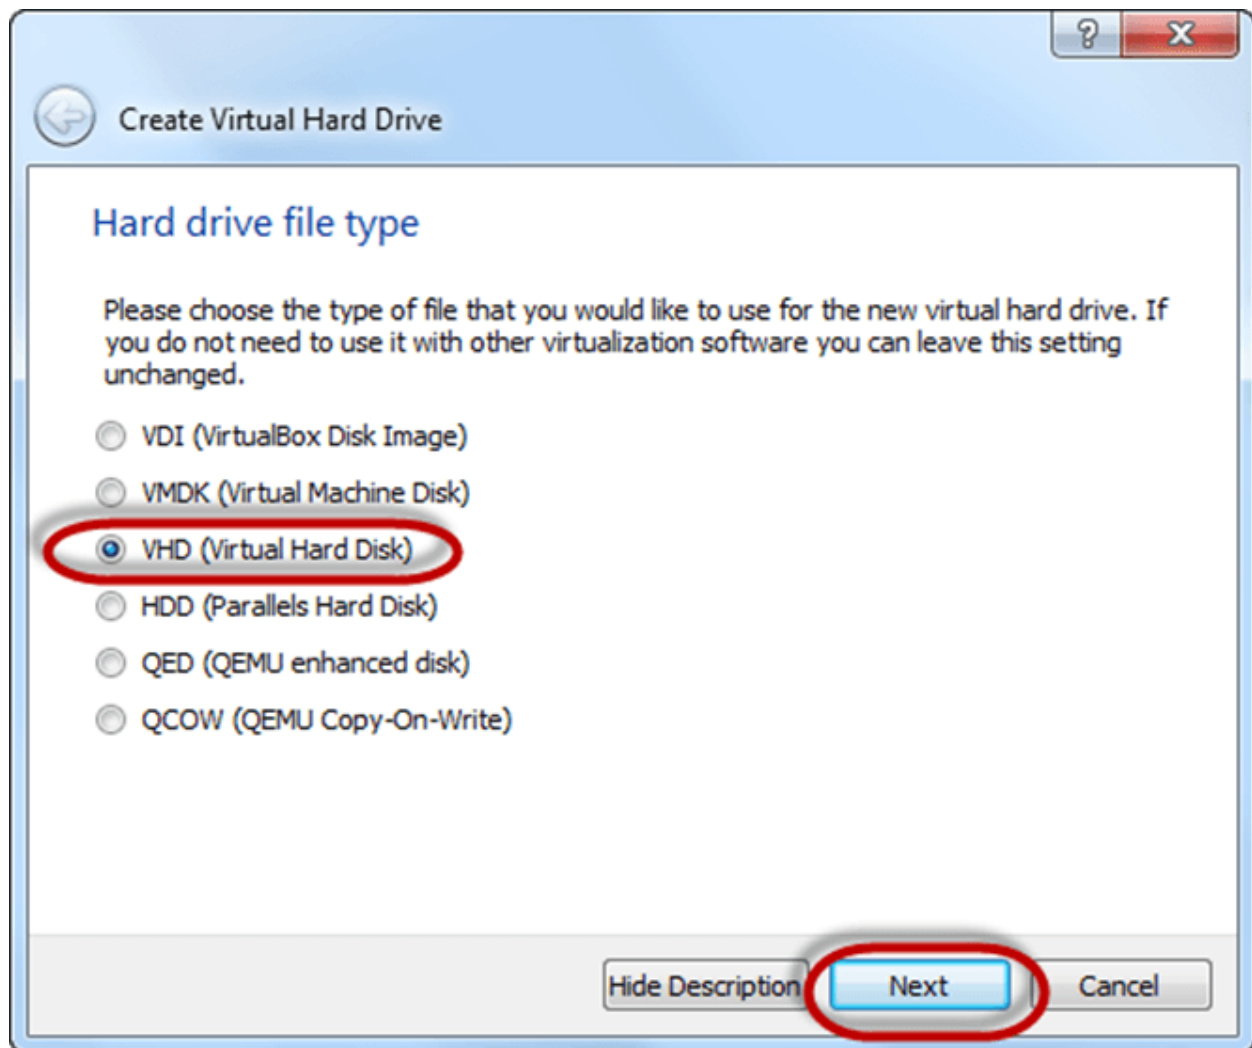 ?
Create Virtual Hard Drive
Hard drive file type
Please choose the type of file that you would like to use for the new virtual hard drive. If
you do not need to use it with other virtualization software you can leave this setting
unchanged.
VDI (VirtualBox Disk Image)
VMDK (Virtual Machine Disk)
VHD (Virtual Hard Disk)
HDD (Parallels Hard Disk)
QED (QEMU enhanced disk)
QCOW (QEMU Copy-On-Write)
Hide Description Next Cancel